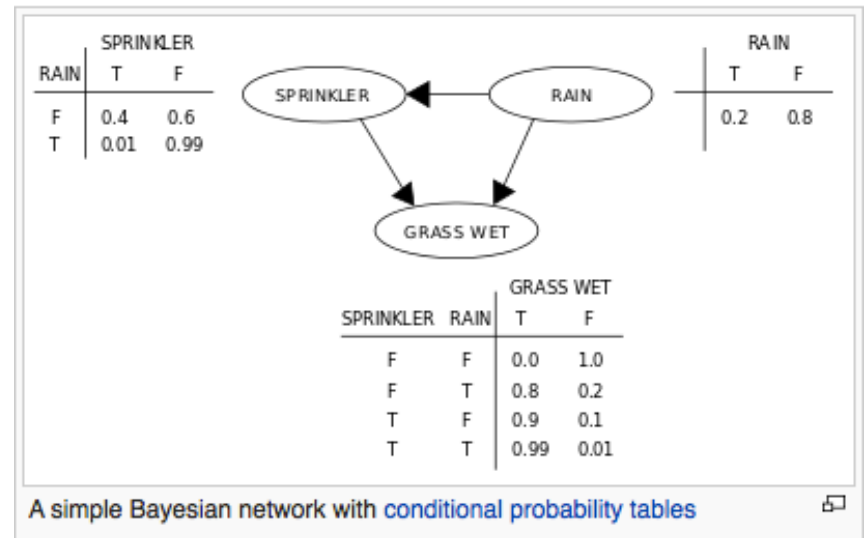 SPRINKLER
RAIN T F
F 0.4 0.6
T 0.01 0.99
SPRINKLER
RAIN
RAIN
T F
0.2 0.8
GRASS WET
GRASS WET
SPRINKLER RAIN T F
F F 0.0 1.0
F T 0.8 0.2
T F 0.9 0.1
T T 0.99 0.01
A simple Bayesian network with conditional probability tables